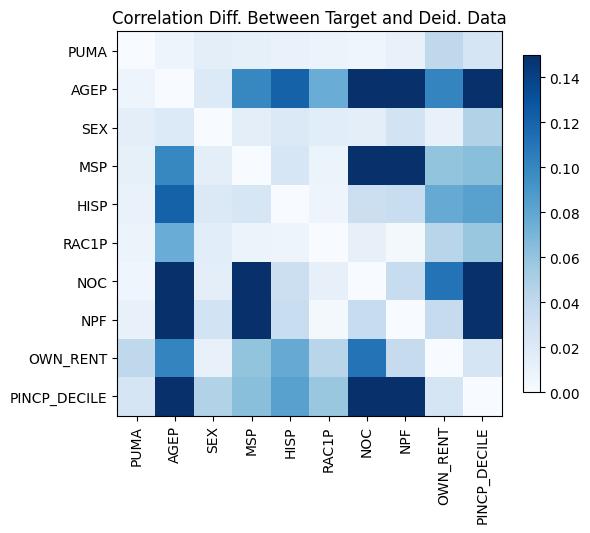 Correlation Diff. Between Target and Deid. Data
PUMA
AGEP
SEX
MSP
HISP
RAC1P
NOC
NPF
OWN_RENT
PINCP_DECILE
PUMA
AGEP
SEX
MSP
HISP
RAC1P
NOC
NPF
OWN_RENT
PINCP_DECILE
0.14
0.12
0.10
0.08
0.06
0.04
0.02
0.00